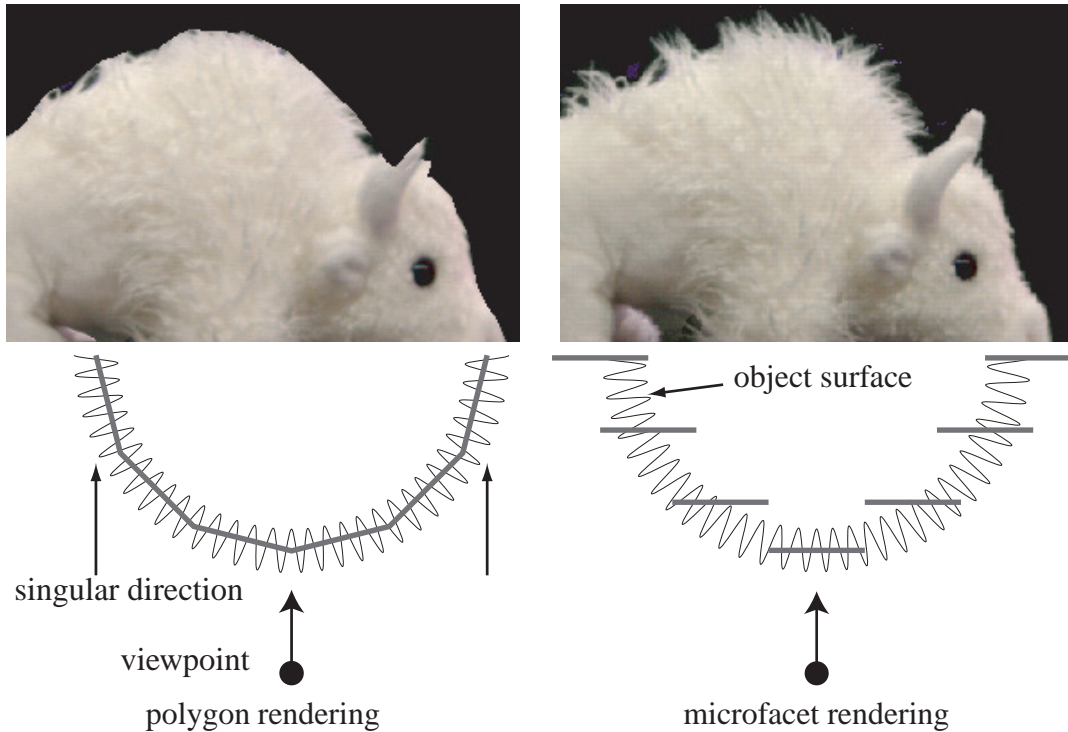 object surface
singular direction
viewpoint
polygon rendering
microfacet rendering